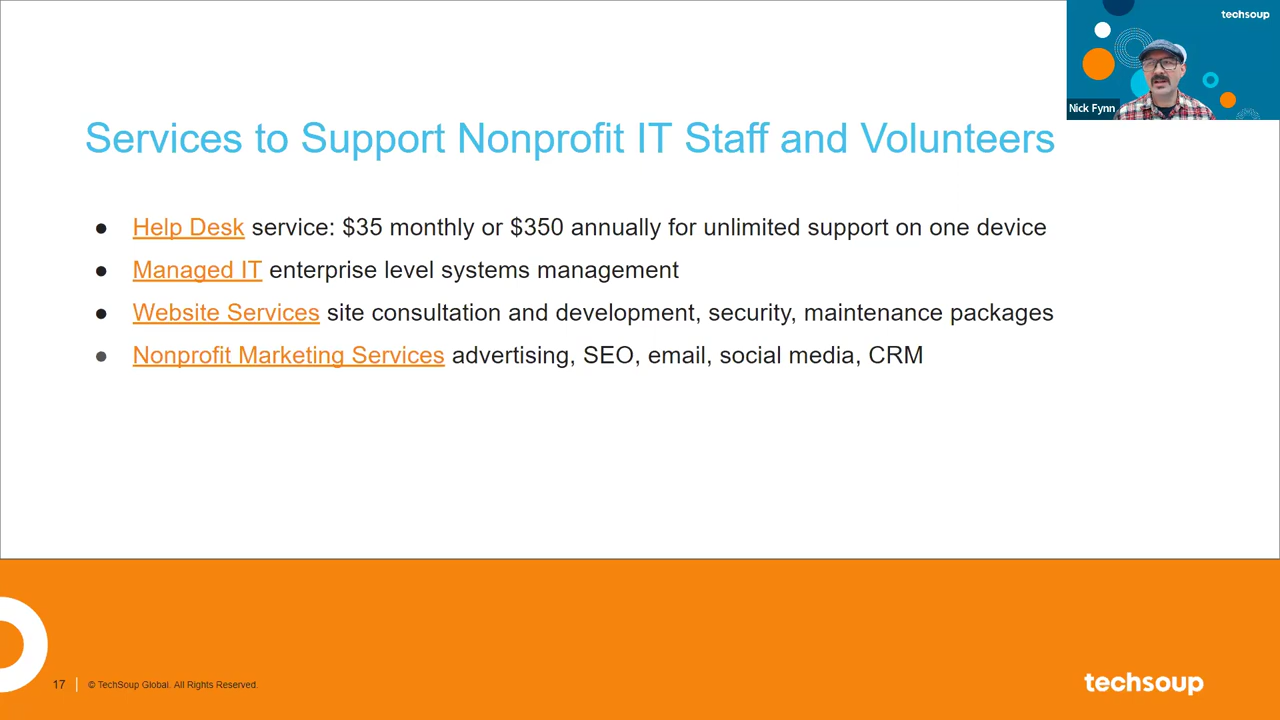 techsoup
Nick Fynn
Services to Support Nonprofit IT Staff and Volunteers
● Help Desk service: $35 monthly or $350 annually for unlimited support on one device
● Managed IT enterprise level systems management
● Website Services site consultation and development, security, maintenance packages
● Nonprofit Marketing Services advertising, SEO, email, social media, CRM
17 | © TechSoup Global. All Rights Reserved.
techsoup